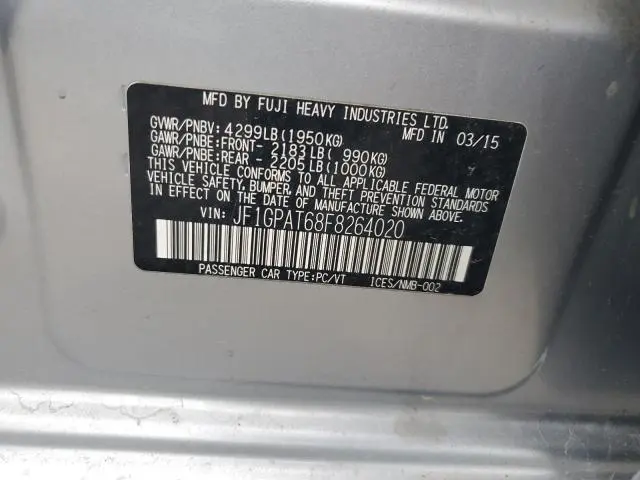 MFD BY FUJI HEAVY INDUSTRIES LTD.
GVWR/PNBV: 4299LB(1950KG) MFD IN 03/15
GAWR/PNBE:FRONT- 2183LB( 990KG)
GAWR/PNBE:REAR - 2205LB(1000KG)
THIS VEHICLE CONFORMS TO ALL APPLICABLE FEDERAL MOTOR
VEHICLE SAFETY, BUMPER, AND THEFT PREVENTION STANDARDS
IN EFFECT ON THE DATE OF MANUFACTURE SHOWN ABOVE.
VIN: JF1GPAT68F8264020
PASSENGER CAR TYPE:PC/VT ICES/NMB-002